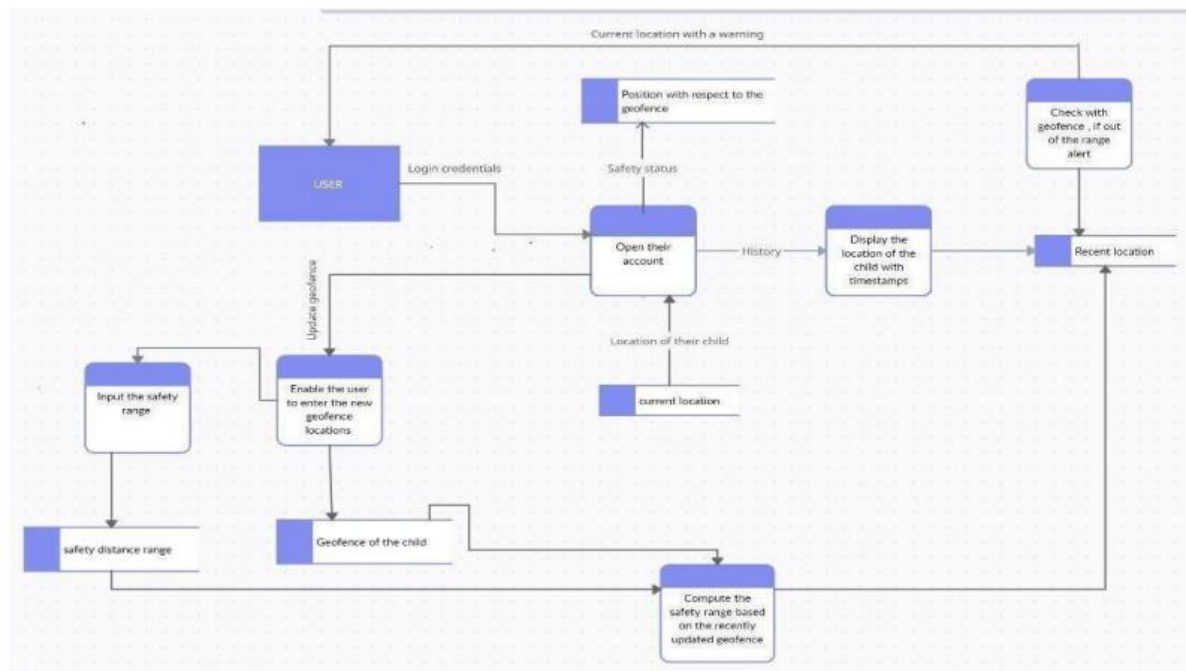 Current location with a warning
Position with respect to the
geofence
Check with
geofence , if out
of the range
alert
USER
Login credentials
Safety status
Open their
account
History
Display the
location of the
child with
timestamps
Recent location
Update geofence
Location of their child
current location
Input the safety
range
Enable the user
to enter the new
geofence
locations
safety distance range
Geofence of the child
Compute the
safety range based
on the recently
updated geofence